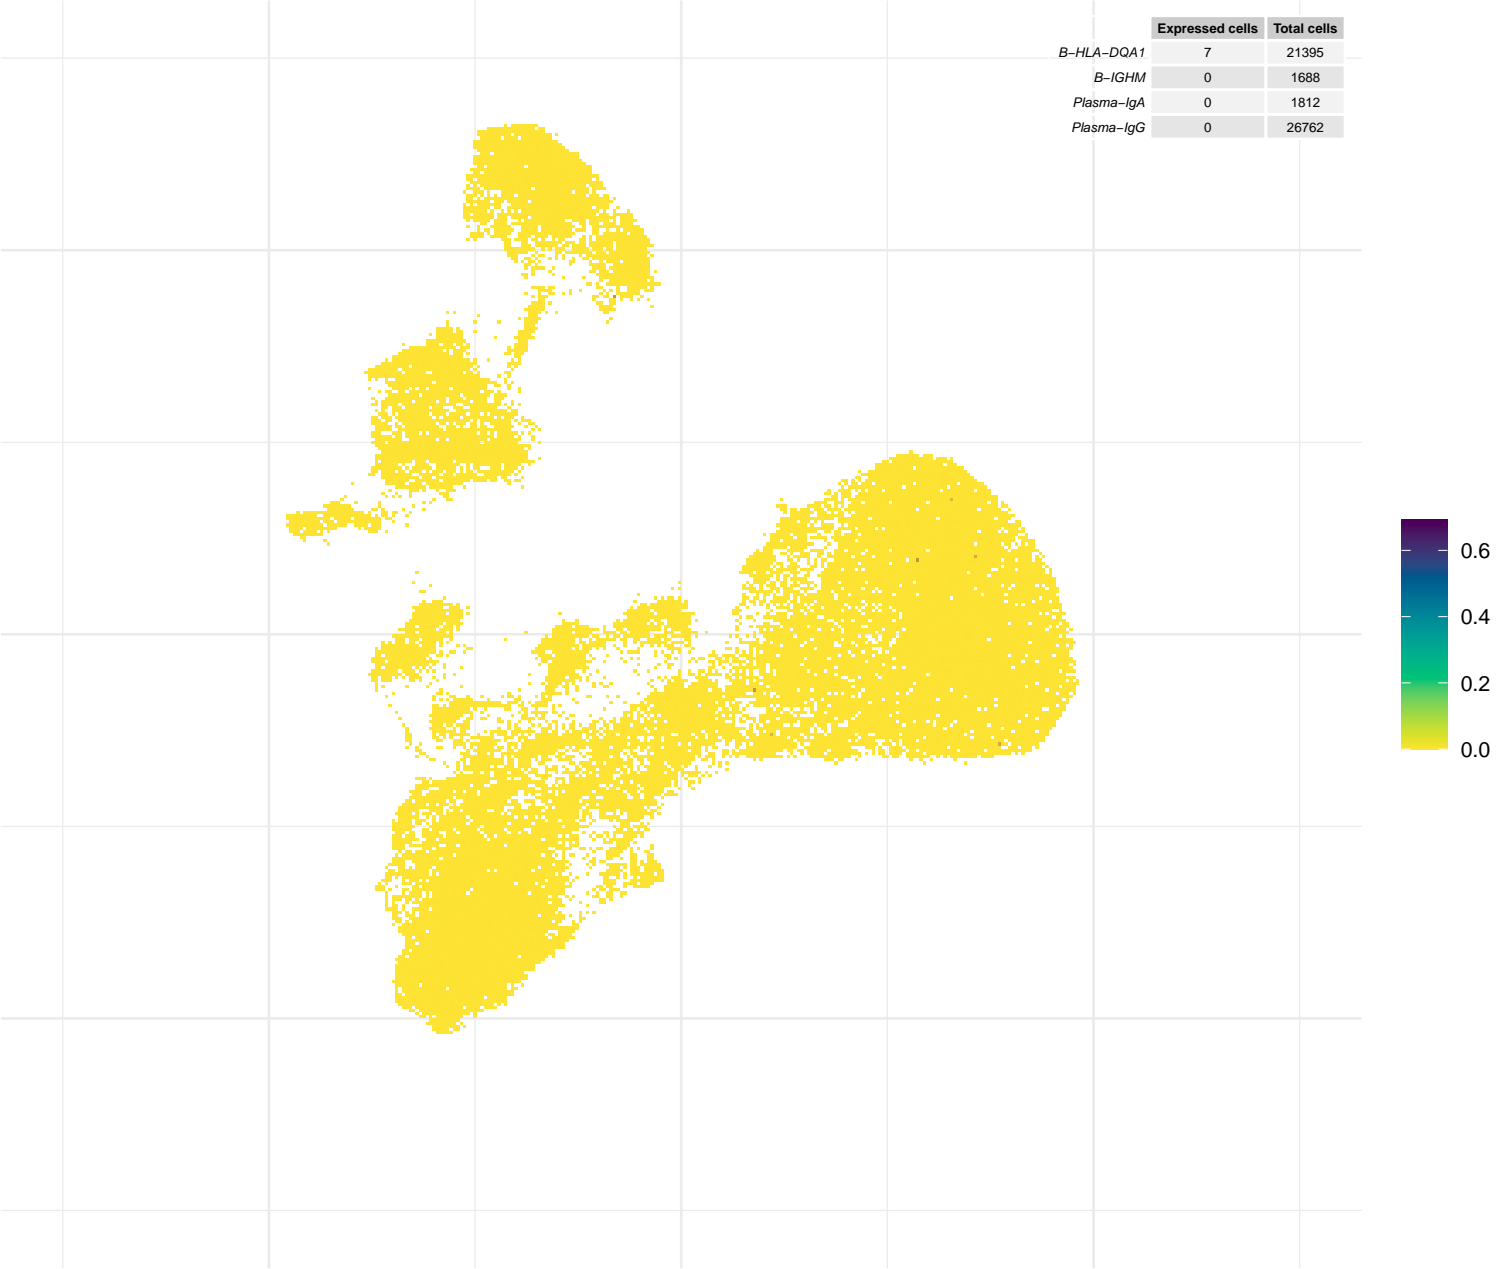 Expressed cells Total cells
B−HLA−DQA1 7 21395
B−IGHM 0 1688
Plasma−IgA 0 1812
Plasma−IgG 0 26762
0.6
0.4
0.2
0.0